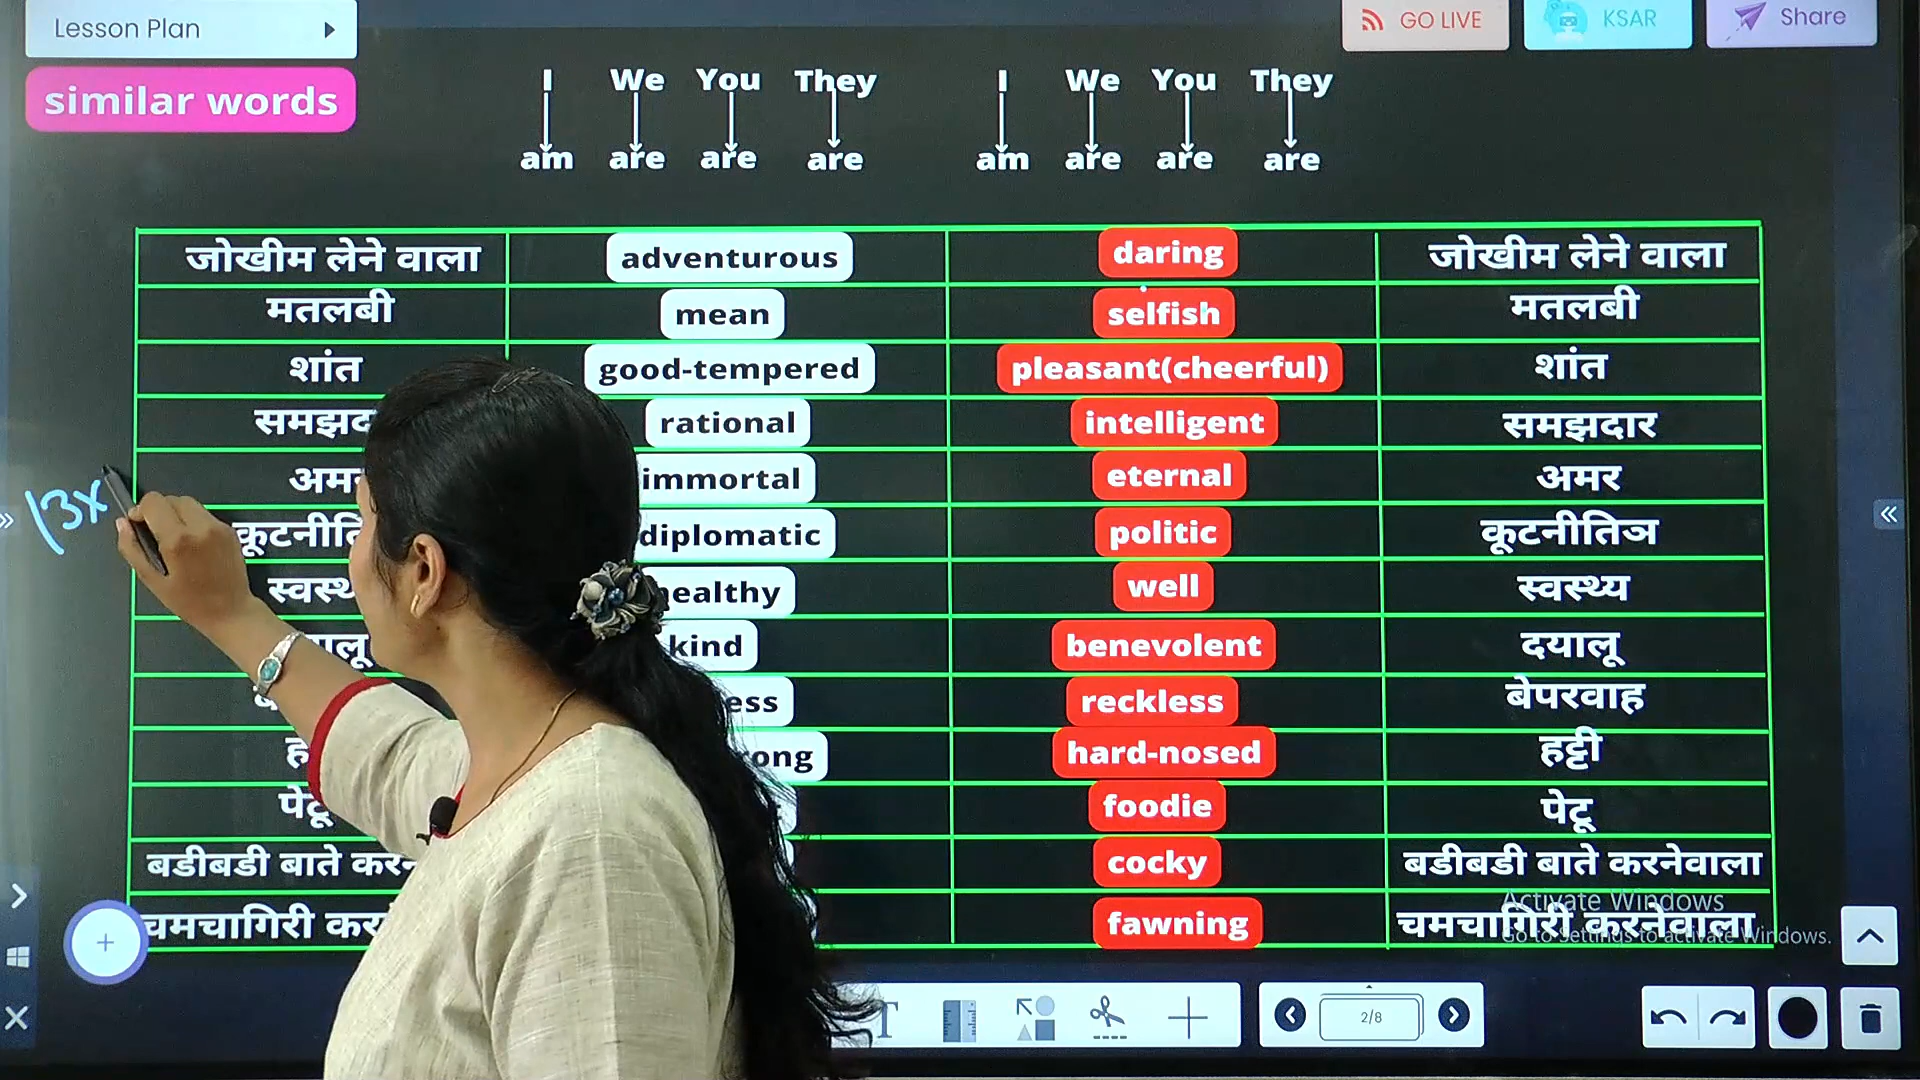 Lesson Plan
GO LIVE
KSAR
Share
similar words
I We You They I We You They
am are are are am are are are
जोखीम लेने वाला adventurous daring जोखीम लेने वाला
मतलबी mean selfish मतलबी
शांत good-tempered pleasant(cheerful) शांत
rational intelligent समझदार
immortal eternal अमर
13x
diplomatic politic कूटनीतिज्ञ
well स्वस्थ्य
kind benevolent दयालू
reckless बेपरवाह
hard-nosed हट्टी
पेटू foodie पेटू
बडीबडी बाते cocky बडीबडी बाते करनेवाला
चमचागिरी fawning चमचागिरी करनेवाला
Activate Windows
Go to Settings to activate Windows.
2/8